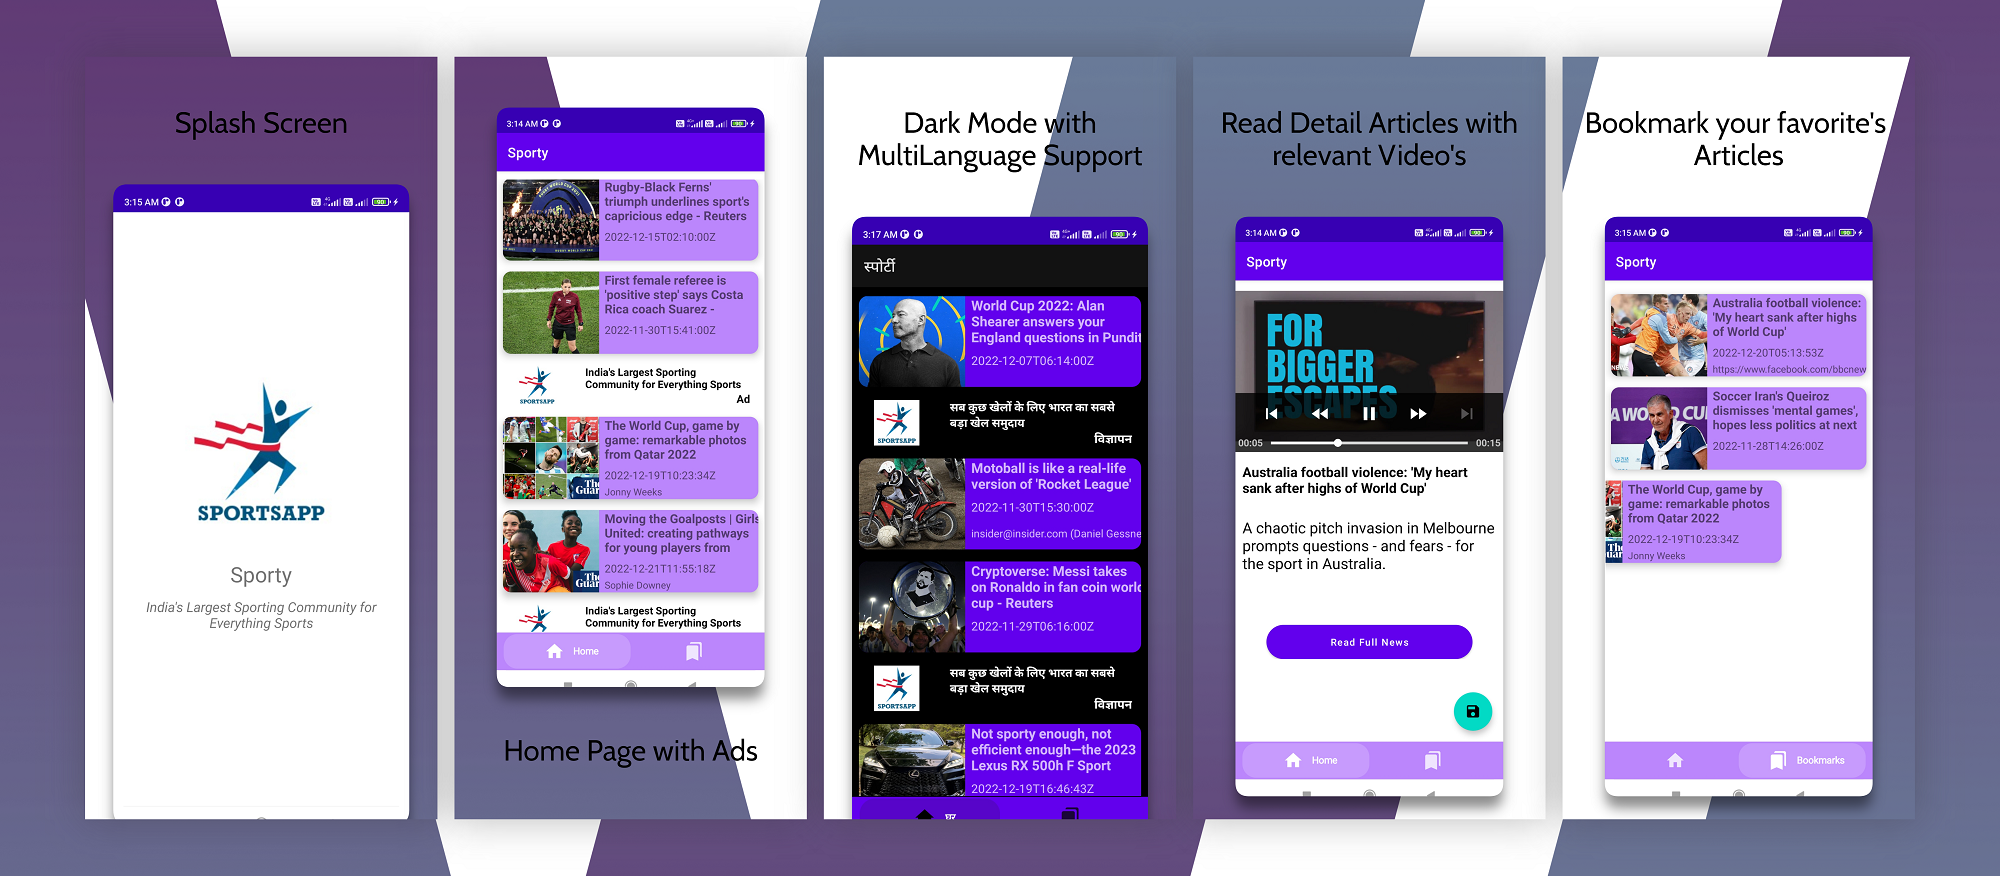 Splash Screen
3:15 AM
SPORTSAPP
Sporty
India's Largest Sporting Community for
Everything Sports
3:14 AM
Sporty
Rugby-Black Ferns'
triumph underlines sport's
capricious edge - Reuters
2022-12-15T02:10:00Z
First female referee is
'positive step' says Costa
Rica coach Suarez -
2022-11-30T15:41:00Z
SPORTSAPP
India's Largest Sporting
Community for Everything Sports
Ad
The World Cup, game by
game: remarkable photos
from Qatar 2022
2022-12-19T10:23:34Z
Jonny Weeks
Moving the Goalposts | Girls
United: creating pathways
for young players from
2022-12-21T11:55:18Z
Sophie Downey
India's Largest Sporting
Community for Everything Sports
Home
Home Page with Ads
Dark Mode with
MultiLanguage Support
3:17 AM
स्पोर्टी
World Cup 2022: Alan
Shearer answers your
England questions in Pundit
2022-12-07T06:14:00Z
SPORTSAPP
सब कुछ खेलों के लिए भारत का सबसे
बड़ा खेल समुदाय
विज्ञापन
Motoball is like a real-life
version of 'Rocket League'
2022-11-30T15:30:00Z
insider@insider.com (Daniel Gessne
Cryptoverse: Messi takes
on Ronaldo in fan coin world
cup - Reuters
2022-11-29T06:16:00Z
SPORTSAPP
सब कुछ खेलों के लिए भारत का सबसे
बड़ा खेल समुदाय
विज्ञापन
Not sporty enough, not
efficient enough—the 2023
Lexus RX 500h F Sport
2022-12-19T16:46:43Z
घर
Read Detail Articles with
relevant Video's
3:14 AM
Sporty
FOR
BIGGER
ESCAPES
00:05
00:15
Australia football violence: 'My heart
sank after highs of World Cup'
A chaotic pitch invasion in Melbourne
prompts questions - and fears - for
the sport in Australia.
Read Full News
Home
Bookmark your favorite's
Articles
3:15 AM
Sporty
Australia football violence:
'My heart sank after highs
of World Cup'
2022-12-20T05:13:53Z
https://www.facebook.com/bbcnew
Soccer Iran's Queiroz
dismisses 'mental games',
hopes less politics at next
2022-11-28T14:26:00Z
The World Cup, game by
game: remarkable photos
from Qatar 2022
2022-12-19T10:23:34Z
Jonny Weeks
Bookmarks